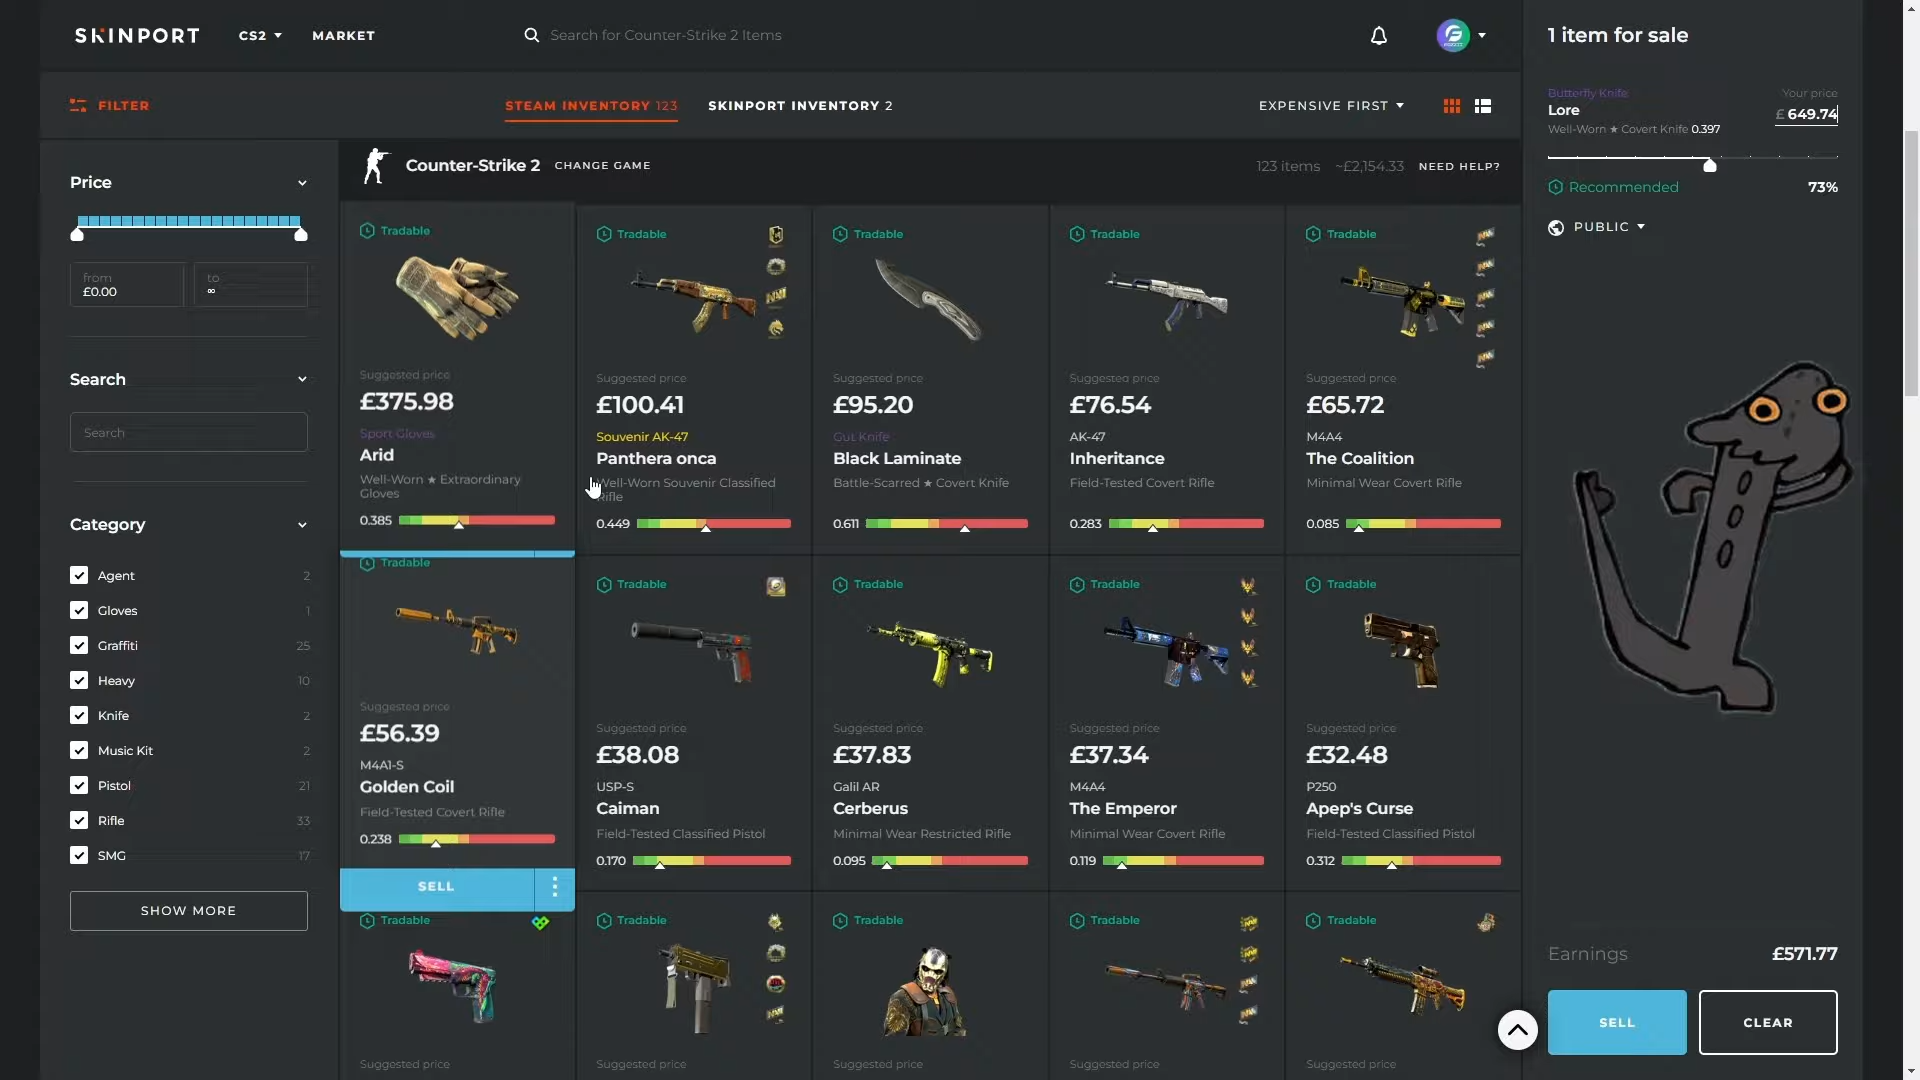 SKINPORT
CS2
MARKET
Search for Counter-Strike 2 Items
1 item for sale
FILTER
STEAM INVENTORY 123
SKINPORT INVENTORY 2
EXPENSIVE FIRST
Butterfly Knife
Your price
Lore
£ 649.74
Well-Worn ★ Covert Knife 0.397
Recommended
73%
PUBLIC
Counter-Strike 2
CHANGE GAME
123 items
~£2,154.33
NEED HELP?
Price
from
£0.00
to
∞
Search
Search
Category
Agent 2
Gloves 1
Graffiti 25
Heavy 10
Knife 2
Music Kit 2
Pistol 21
Rifle 33
SMG 17
SHOW MORE
Tradable
Suggested price
£375.98
Sport Gloves
Arid
Well-Worn ★ Extraordinary
Gloves
0.385
Tradable
Suggested price
£100.41
Souvenir AK-47
Panthera onca
Well-Worn Souvenir Classified
Rifle
0.449
Tradable
Suggested price
£95.20
Gut Knife
Black Laminate
Battle-Scarred ★ Covert Knife
0.611
Tradable
Suggested price
£76.54
AK-47
Inheritance
Field-Tested Covert Rifle
0.283
Tradable
Suggested price
£65.72
M4A4
The Coalition
Minimal Wear Covert Rifle
0.085
Tradable
Suggested price
£56.39
M4A1-S
Golden Coil
Field-Tested Covert Rifle
0.238
SELL
Tradable
Suggested price
£38.08
USP-S
Caiman
Field-Tested Classified Pistol
0.170
Tradable
Suggested price
£37.83
Galil AR
Cerberus
Minimal Wear Restricted Rifle
0.095
Tradable
Suggested price
£37.34
M4A4
The Emperor
Minimal Wear Covert Rifle
0.119
Tradable
Suggested price
£32.48
P250
Apep's Curse
Field-Tested Classified Pistol
0.312
Tradable
Suggested price
Tradable
Suggested price
Tradable
Suggested price
Tradable
Suggested price
Tradable
Suggested price
Earnings
£571.77
SELL
CLEAR